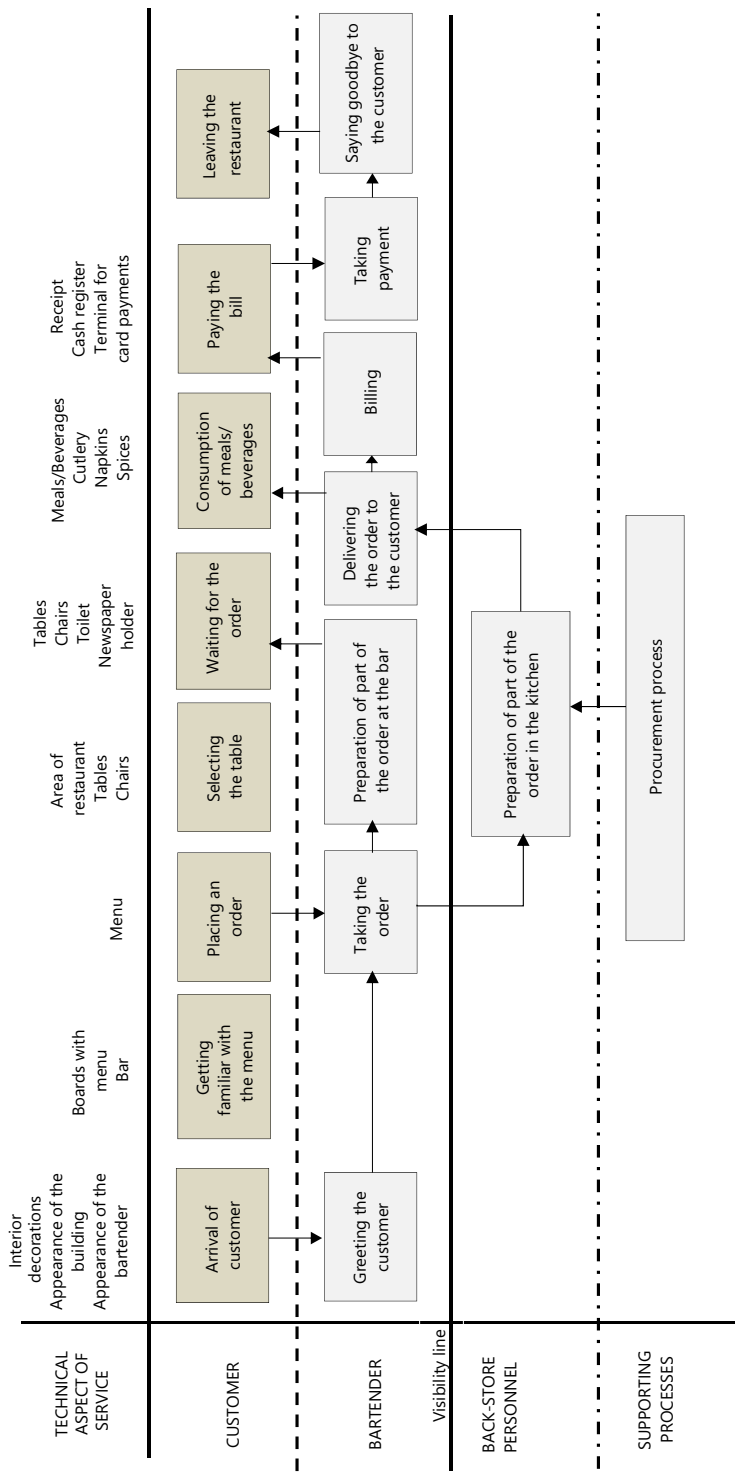 TECHNICAL
ASPECT OF
SERVICE
Interior
decorations
Appearance of the
building
Appearance of the
bartender
Boards with
menu
Bar
Menu
Area of
restaurant
Tables
Chairs
Tables
Chairs
Toilet
Newspaper
holder
Meals/Beverages
Cutlery
Napkins
Spices
Receipt
Cash register
Terminal for
card payments
CUSTOMER
Arrival of
customer
Getting
familiar with
the menu
Placing an
order
Selecting
the table
Waiting for the
order
Consumption
of meals/
beverages
Paying the
bill
Leaving the
restaurant
BARTENDER
Greeting the
customer
Taking the
order
Preparation of part of
the order at the bar
Delivering
the order to
the customer
Billing
Taking
payment
Saying goodbye to
the customer
Visibility line
BACK-STORE
PERSONNEL
Preparation of part of the
order in the kitchen
SUPPORTING
PROCESSES
Procurement process